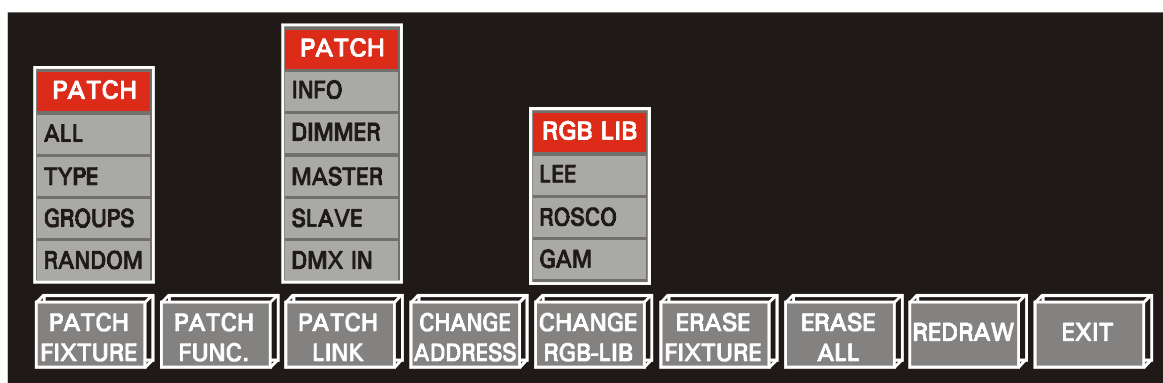 PATCH
ALL
TYPE
GROUPS
RANDOM
PATCH
INFO
DIMMER
MASTER
SLAVE
DMX IN
RGB LIB
LEE
ROSCO
GAM
PATCH
FIXTURE
PATCH
FUNC.
PATCH
LINK
CHANGE
ADDRESS
CHANGE
RGB-LIB
ERASE
FIXTURE
ERASE
ALL
REDRAW
EXIT